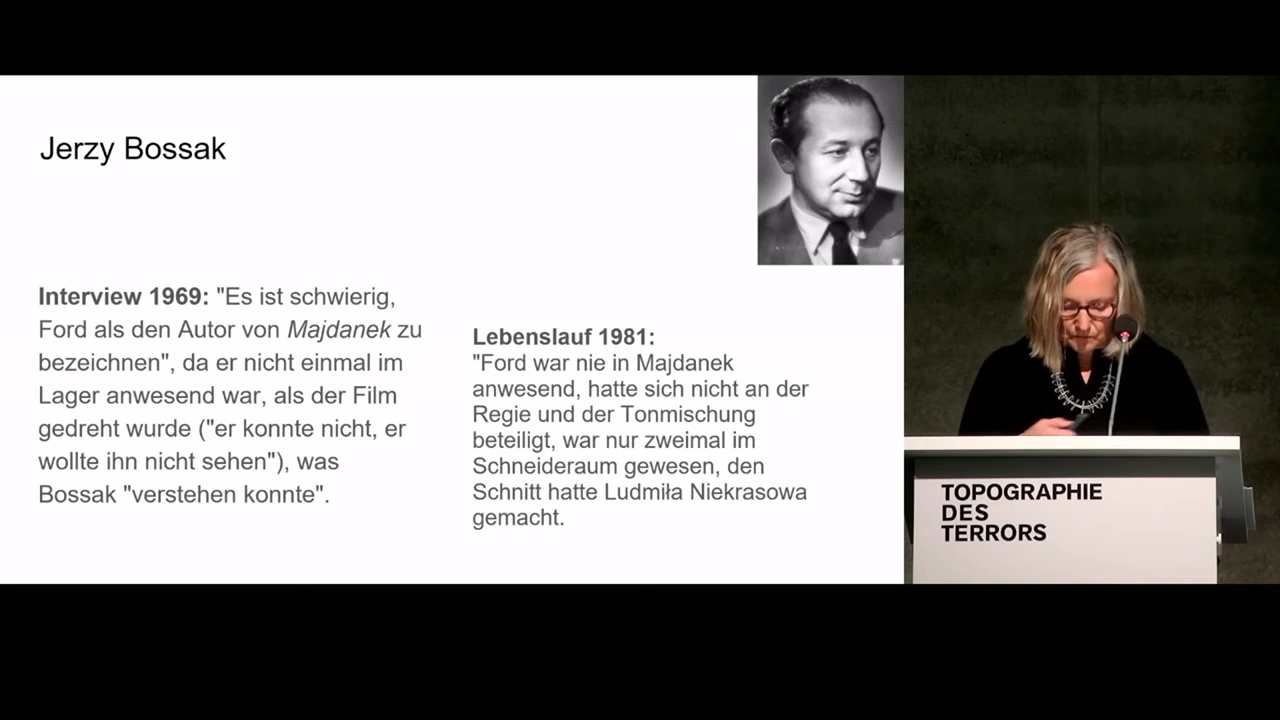 Jerzy Bossak
Interview 1969: "Es ist schwierig,
Ford als den Autor von Majdanek zu
bezeichnen", da er nicht einmal im
Lager anwesend war, als der Film
gedreht wurde ("er konnte nicht, er
wollte ihn nicht sehen"), was
Bossak "verstehen konnte".
Lebenslauf 1981:
"Ford war nie in Majdanek
anwesend, hatte sich nicht an der
Regie und der Tonmischung
beteiligt, war nur zweimal im
Schneideraum gewesen, den
Schnitt hatte Ludmiła Niekrasowa
gemacht.
TOPOGRAPHIE
DES
TERRORS